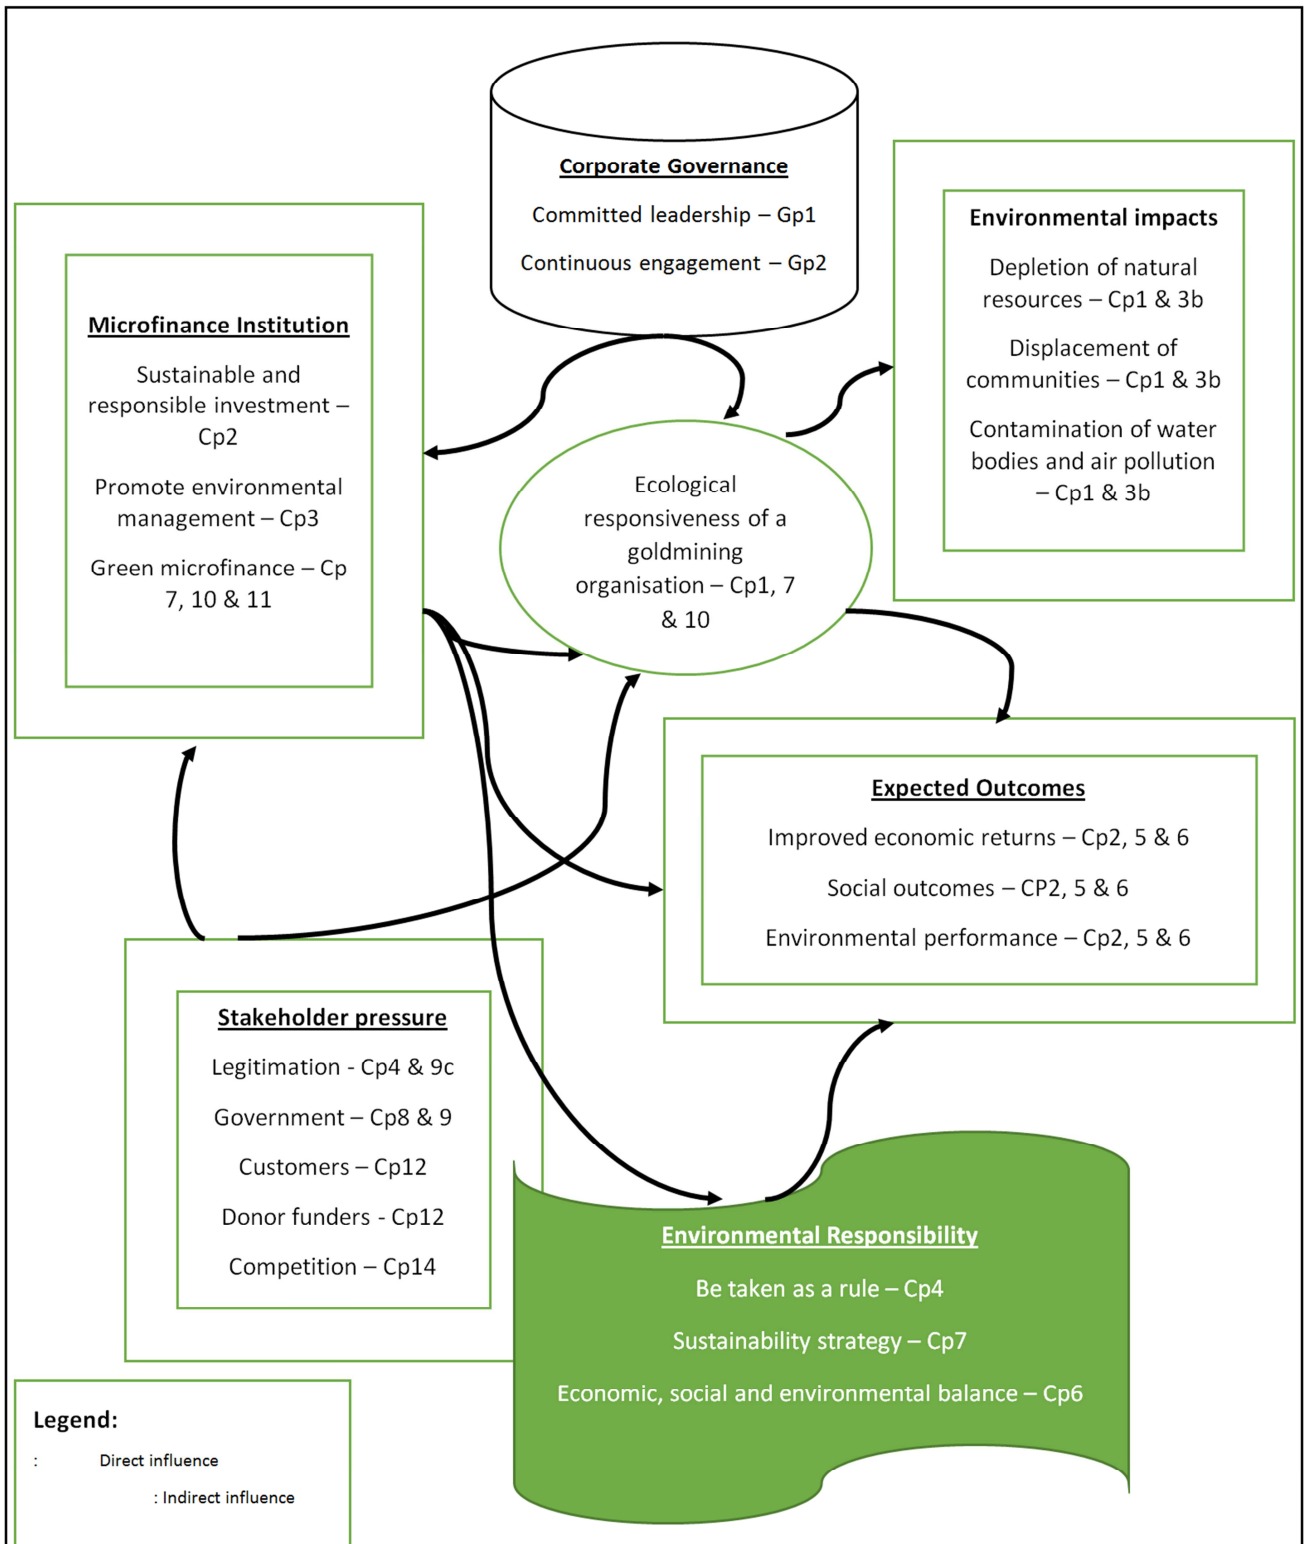 Corporate Governance
Committed leadership – Gp1
Continuous engagement – Gp2
Environmental impacts
Depletion of natural
resources – Cp1 & 3b
Displacement of
communities – Cp1 & 3b
Contamination of water
bodies and air pollution
– Cp1 & 3b
Microfinance Institution
Sustainable and
responsible investment –
Cp2
Promote environmental
management – Cp3
Green microfinance – Cp
7, 10 & 11
Ecological
responsiveness of a
goldmining
organisation – Cp1, 7
& 10
Expected Outcomes
Improved economic returns – Cp2, 5 & 6
Social outcomes – CP2, 5 & 6
Environmental performance – Cp2, 5 & 6
Stakeholder pressure
Legitimation - Cp4 & 9c
Government – Cp8 & 9
Customers – Cp12
Donor funders - Cp12
Competition – Cp14
Environmental Responsibility
Be taken as a rule – Cp4
Sustainability strategy – Cp7
Economic, social and environmental balance – Cp6
Legend:
: Direct influence
: Indirect influence